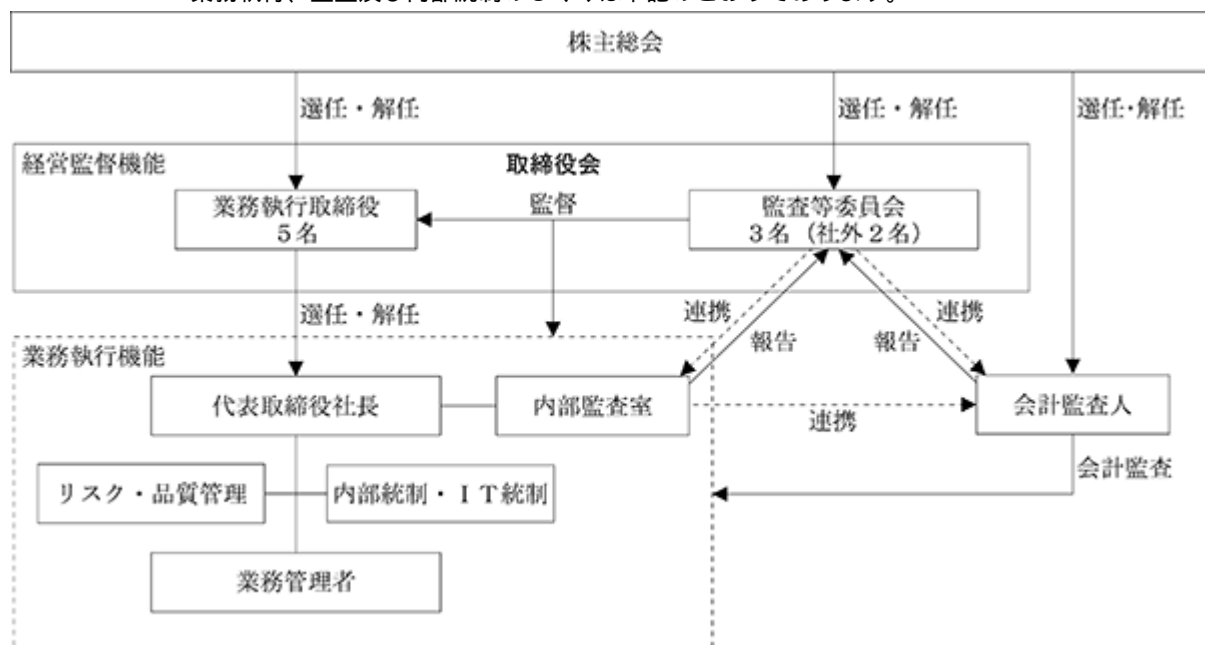 株主総会
選任・解任
選任・解任
選任・解任
経営監督機能
取締役会
業務執行取締役
５名
監督
監査等委員会
３名（社外２名）
選任・解任
連携
報告
報告
連携
業務執行機能
代表取締役社長
内部監査室
連携
会計監査人
会計監査
リスク・品質管理
内部統制・ＩＴ統制
業務管理者